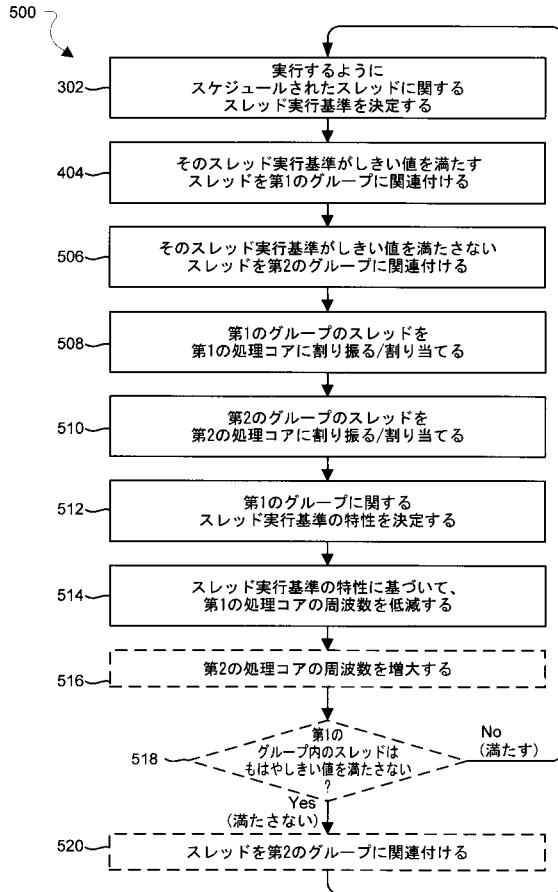 500
302
実行するように
スケジュールされたスレッドに関する
スレッド実行基準を決定する
404
そのスレッド実行基準がしきい値を満たす
スレッドを第1のグループに関連付ける
506
そのスレッド実行基準がしきい値を満たさない
スレッドを第2のグループに関連付ける
508
第1のグループのスレッドを
第1の処理コアに割り振る/割り当てる
510
第2のグループのスレッドを
第2の処理コアに割り振る/割り当てる
512
第1のグループに関する
スレッド実行基準の特性を決定する
514
スレッド実行基準の特性に基づいて、
第1の処理コアの周波数を低減する
516
第2の処理コアの周波数を増大する
518
第1の
グループ内のスレッドは
もはやしきい値を満たさない
?
No
(満たす)
Yes
(満たさない)
520
スレッドを第2のグループに関連付ける